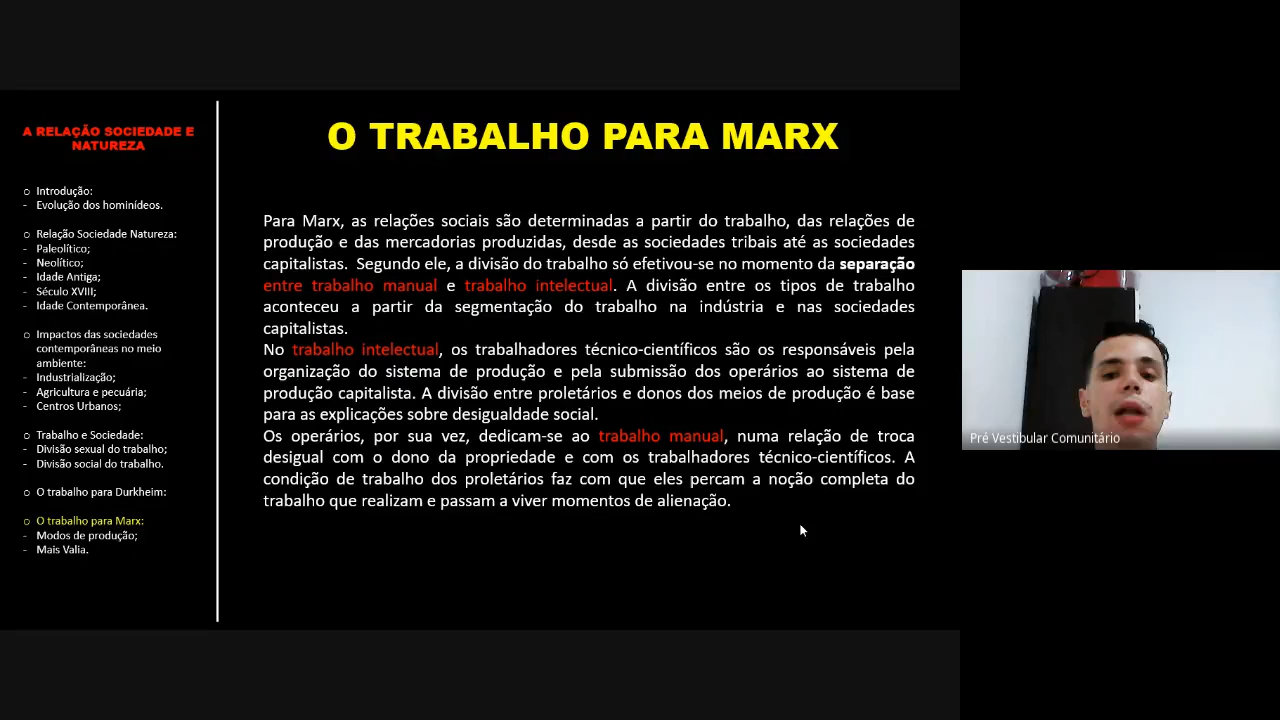 A RELAÇÃO SOCIEDADE E
NATUREZA
o Introdução:
- Evolução dos hominídeos.
o Relação Sociedade Natureza:
- Paleolítico;
- Neolítico;
- Idade Antiga;
- Século XVIII;
- Idade Contemporânea.
o Impactos das sociedades
contemporâneas no meio
ambiente:
- Industrialização;
- Agricultura e pecuária;
- Centros Urbanos;
o Trabalho e Sociedade:
- Divisão sexual do trabalho;
- Divisão social do trabalho.
o O trabalho para Durkheim:
o O trabalho para Marx:
- Modos de produção;
- Mais Valia.
O TRABALHO PARA MARX
Para Marx, as relações sociais são determinadas a partir do trabalho, das relações de
produção e das mercadorias produzidas, desde as sociedades tribais até as sociedades
capitalistas. Segundo ele, a divisão do trabalho só efetivou-se no momento da separação
entre trabalho manual e trabalho intelectual. A divisão entre os tipos de trabalho
aconteceu a partir da segmentação do trabalho na indústria e nas sociedades
capitalistas.
No trabalho intelectual, os trabalhadores técnico-científicos são os responsáveis pela
organização do sistema de produção e pela submissão dos operários ao sistema de
produção capitalista. A divisão entre proletários e donos dos meios de produção é base
para as explicações sobre desigualdade social.
Os operários, por sua vez, dedicam-se ao trabalho manual, numa relação de troca
desigual com o dono da propriedade e com os trabalhadores técnico-científicos. A
condição de trabalho dos proletários faz com que eles percam a noção completa do
trabalho que realizam e passam a viver momentos de alienação.
Pré Vestibular Comunitário